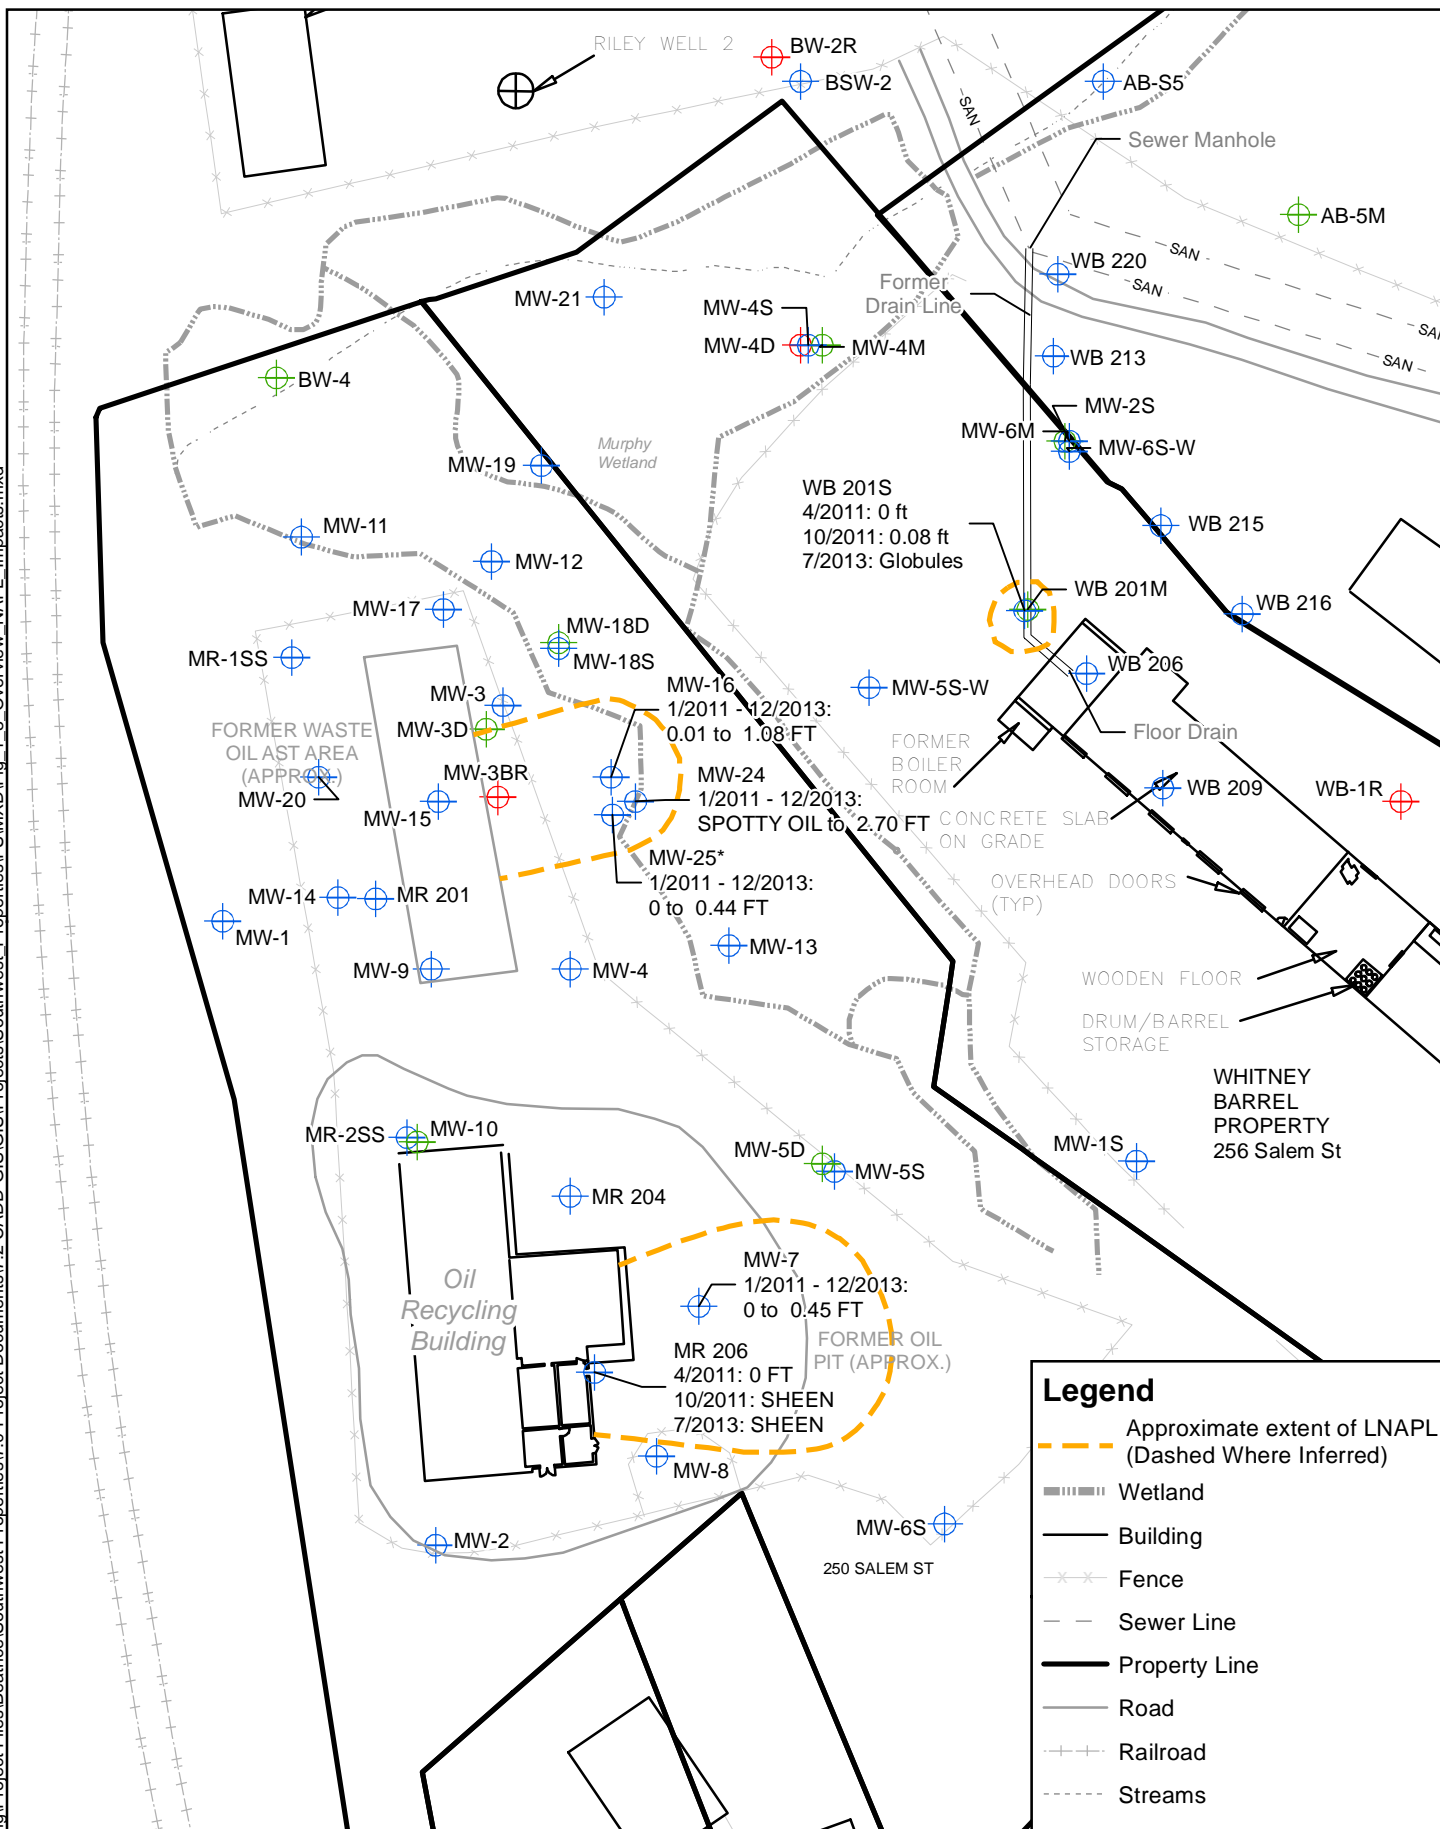 RILEY WELL 2
BW-2R
BSW-2
AB-S5
SAN
Sewer Manhole
AB-5M
SAN
WB 220
SAN
Former
Drain Line
MW-21
MW-4S
MW-4D
MW-4M
SAN
WB 213
SAN
BW-4
MW-2S
MW-6M
MW-6S-W
Murphy
Wetland
MW-19
WB 201S
4/2011: 0 ft
10/2011: 0.08 ft
7/2013: Globules
MW-11
WB 215
MW-12
WB 201M
MW-17
WB 216
MW-18D
MW-18S
MR-1SS
WB 206
MW-16
1/2011 - 12/2013:
0.01 to 1.08 FT
MW-5S-W
MW-3
MW-3D
FORMER WASTE
OIL AST AREA
(APPROX.)
MW-20
FORMER
BOILER
ROOM
Floor Drain
MW-3BR
MW-24
1/2011 - 12/2013:
SPOTTY OIL to 2.70 FT
WB 209
WB-1R
MW-15
CONCRETE SLAB
ON GRADE
MW-25*
1/2011 - 12/2013:
0 to 0.44 FT
MW-14
MR 201
OVERHEAD DOORS
(TYP)
MW-1
MW-13
MW-9
MW-4
WOODEN FLOOR
DRUM/BARREL
STORAGE
WHITNEY
BARREL
PROPERTY
256 Salem St
MR-2SS
MW-10
MW-5D
MW-5S
MW-1S
MR 204
MW-7
1/2011 - 12/2013:
0 to 0.45 FT
Oil
Recycling
Building
FORMER OIL
PIT (APPROX.)
MR 206
4/2011: 0 FT
10/2011: SHEEN
7/2013: SHEEN
MW-8
MW-6S
MW-2
250 SALEM ST
Legend
Approximate extent of LNAPL
(Dashed Where Inferred)
Wetland
Building
Fence
Sewer Line
Property Line
Road
Railroad
Streams